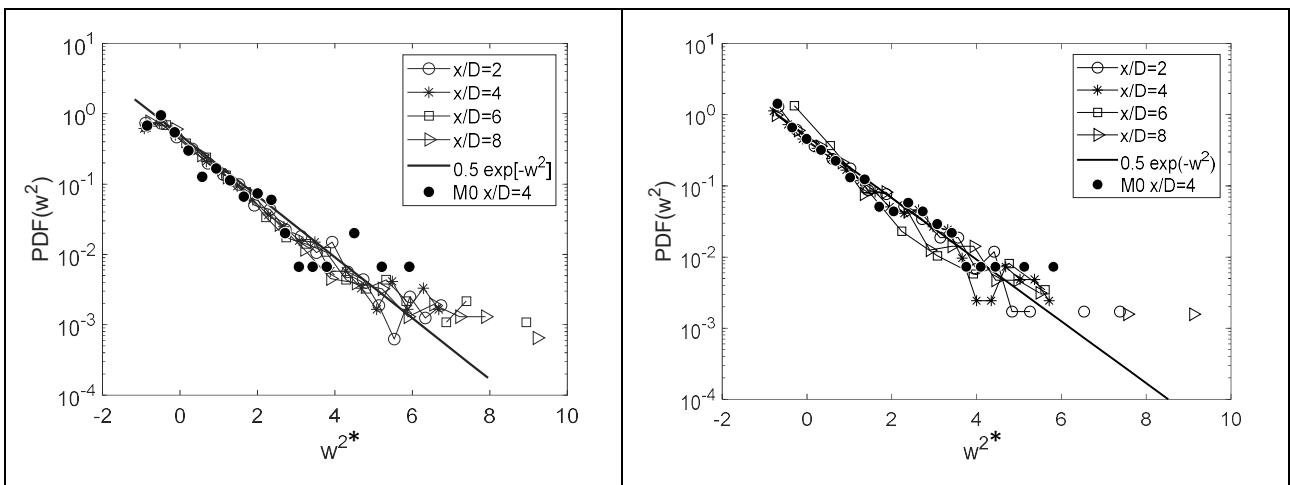 10^1
10^0
10^-1
10^-2
10^-3
10^-4
-2 0 2 4 6 8 10
PDF(w^2)
w^2*
x/D=2
x/D=4
x/D=6
x/D=8
0.5 exp[-w^2]
M0 x/D=4
10^1
10^0
10^-1
10^-2
10^-3
10^-4
-2 0 2 4 6 8 10
PDF(w^2)
w^2*
x/D=2
x/D=4
x/D=6
x/D=8
0.5 exp(-w^2)
M0 x/D=4